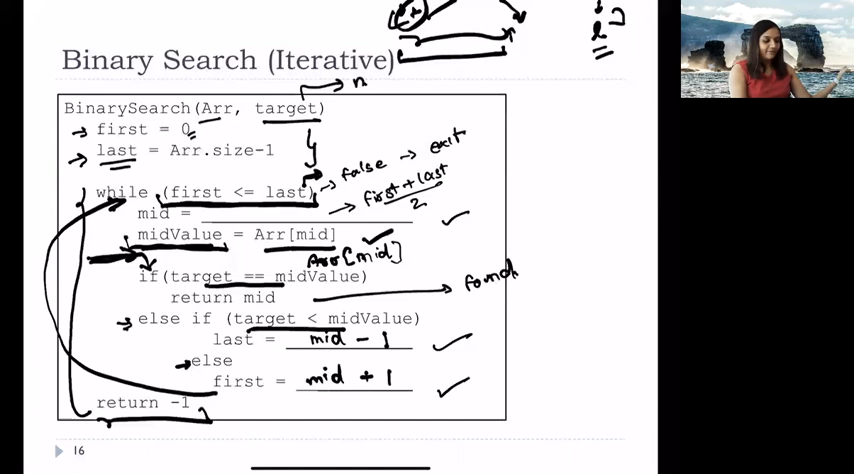 Binary Search (Iterative)
n
BinarySearch(Arr, target)
first = 0
last = Arr.size-1
while (first <= last) false → exit
mid = ____________ → first+last / 2
midValue = Arr[mid]
Arr[mid]
if(target == midValue)
return mid found
else if (target < midValue)
last = mid - 1
else
first = mid + 1
return -1
16